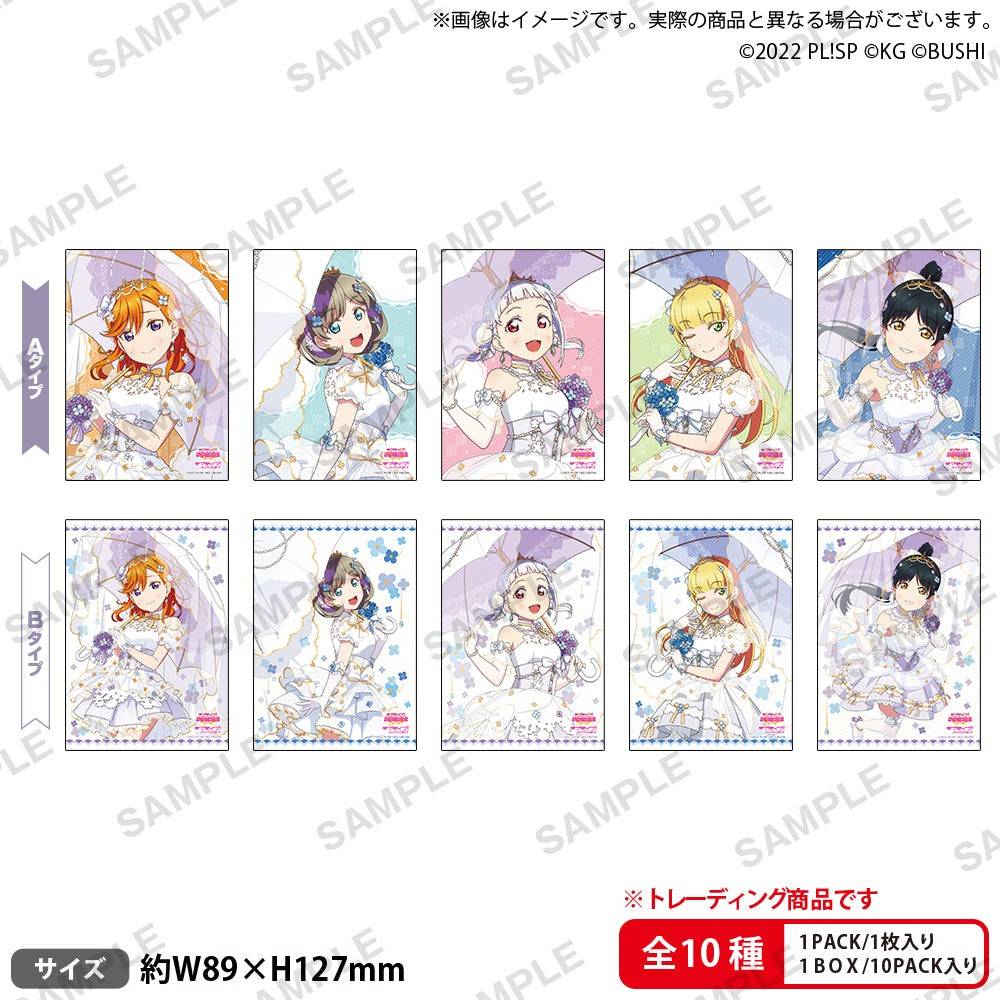 ※画像はイメージです。実際の商品と異なる場合がございます。
©2022 PL!SP ©KG ©BUSHI
SAMPLE
Aタイプ
Bタイプ
※トレーディング商品です
サイズ
約W89×H127mm
全10種
1PACK/1枚入り
1BOX/10PACK入り